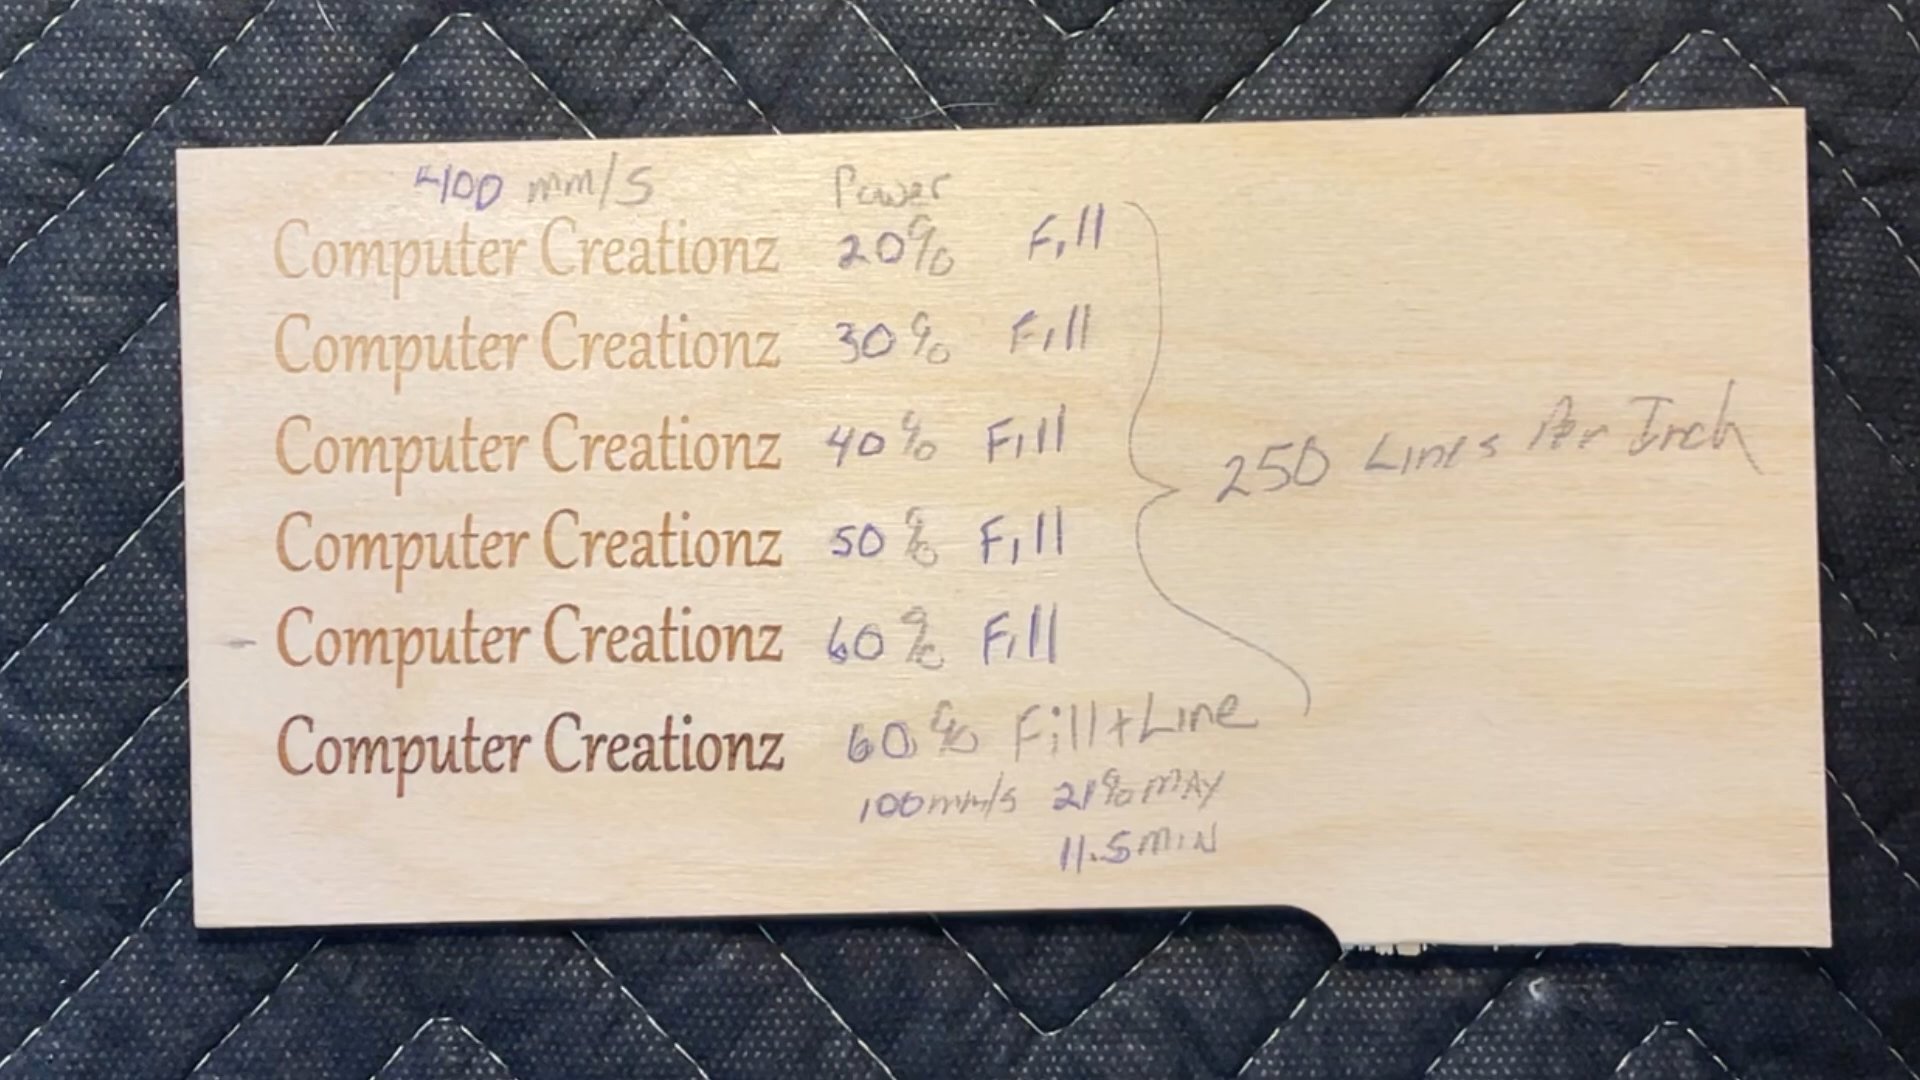 400 mm/s Power
Computer Creationz 20% Fill
Computer Creationz 30% Fill
Computer Creationz 40% Fill
250 Lines Per Inch
Computer Creationz 50% Fill
Computer Creationz 60% Fill
Computer Creationz 60% Fill+Line
100mm/s 21% MAX
11.5 MIN